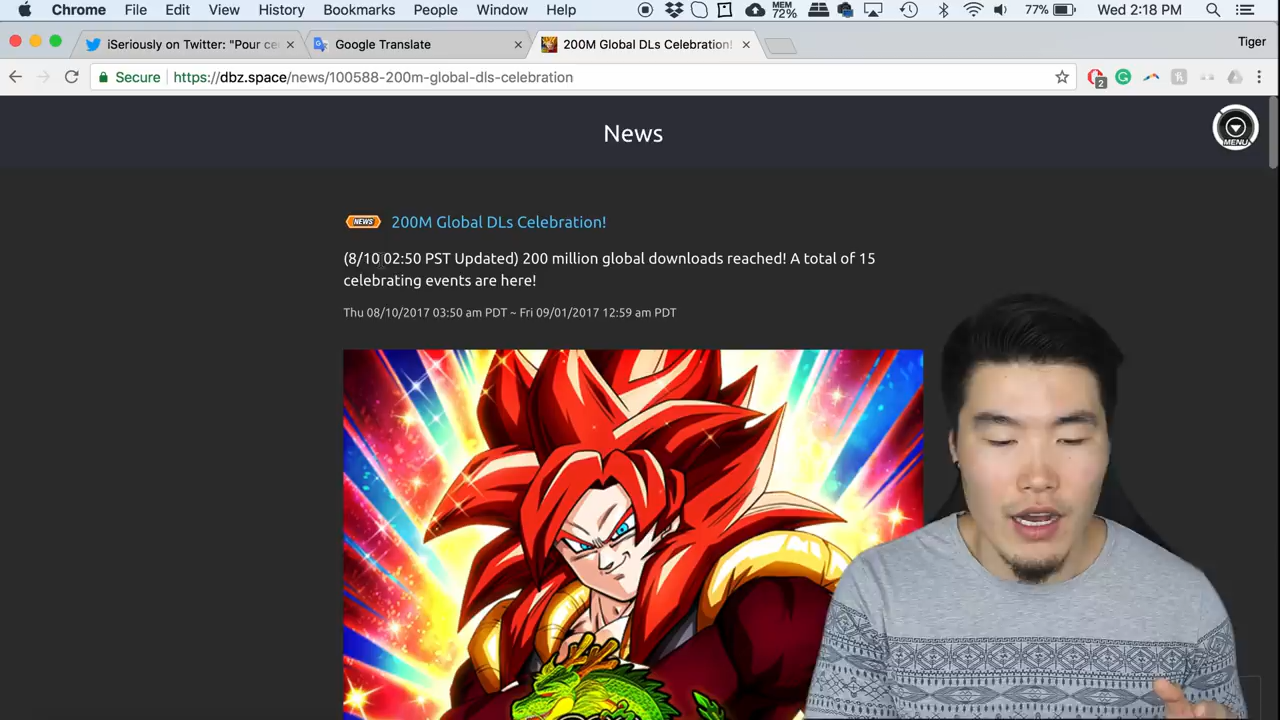 Chrome File Edit View History Bookmarks People Window Help MEM 72% 77% Wed 2:18 PM
iSeriously on Twitter: "Pour ce Google Translate 200M Global DLs Celebration! Tiger
Secure https://dbz.space/news/100588-200m-global-dls-celebration 2
News
MENU
NEWS 200M Global DLs Celebration!
(8/10 02:50 PST Updated) 200 million global downloads reached! A total of 15
celebrating events are here!
Thu 08/10/2017 03:50 am PDT ~ Fri 09/01/2017 12:59 am PDT